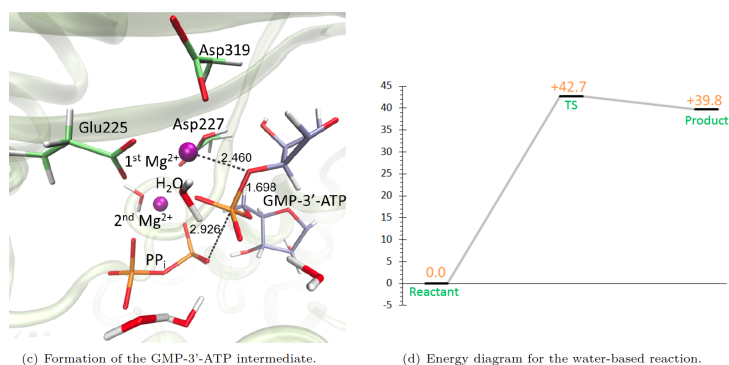 Asp319
Glu225
Asp227
1st Mg2+
2.460
H2O
1.698
GMP-3'-ATP
2nd Mg2+
2.926
PPi
(c) Formation of the GMP-3'-ATP intermediate.
45
40
35
30
25
20
15
10
5
0
-5
+42.7
TS
+39.8
Product
0.0
Reactant
(d) Energy diagram for the water-based reaction.